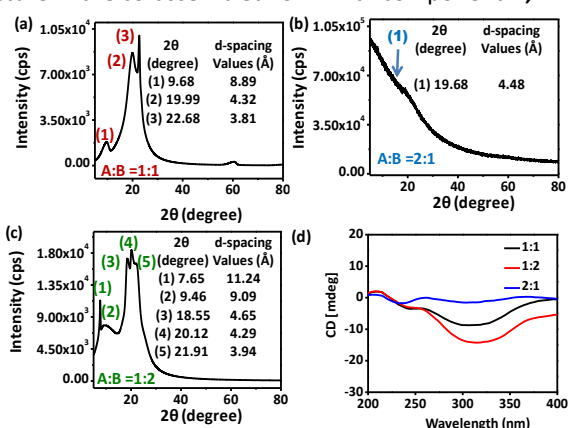 (a)
(3)
(2)
(1)
2θ d-spacing
(degree) Values (Å)
(1) 9.68 8.89
(2) 19.99 4.32
(3) 22.68 3.81
A:B =1:1
Intensity (cps)
1.05x10⁴
7.00x10³
3.50x10³
0.00
20 40 60 80
2θ (degree)
(b)
(1)
2θ d-spacing
(degree) Values (Å)
(1) 19.68 4.48
A:B =2:1
Intensity (cps)
1.05x10⁵
7.00x10⁴
3.50x10⁴
0.00
20 40 60 80
2θ (degree)
(c)
(4)
(3) (5)
(1)
(2)
2θ d-spacing
(degree) Values (Å)
(1) 7.65 11.24
(2) 9.46 9.09
(3) 18.55 4.65
(4) 20.12 4.29
(5) 21.91 3.94
A:B =1:2
Intensity (cps)
1.80x10⁴
1.35x10⁴
9.00x10³
4.50x10³
0.00
20 40 60 80
2θ (degree)
(d)
1:1
1:2
2:1
CD [mdeg]
10
0
-10
-20
-30
200 250 300 350 400
Wavelength (nm)